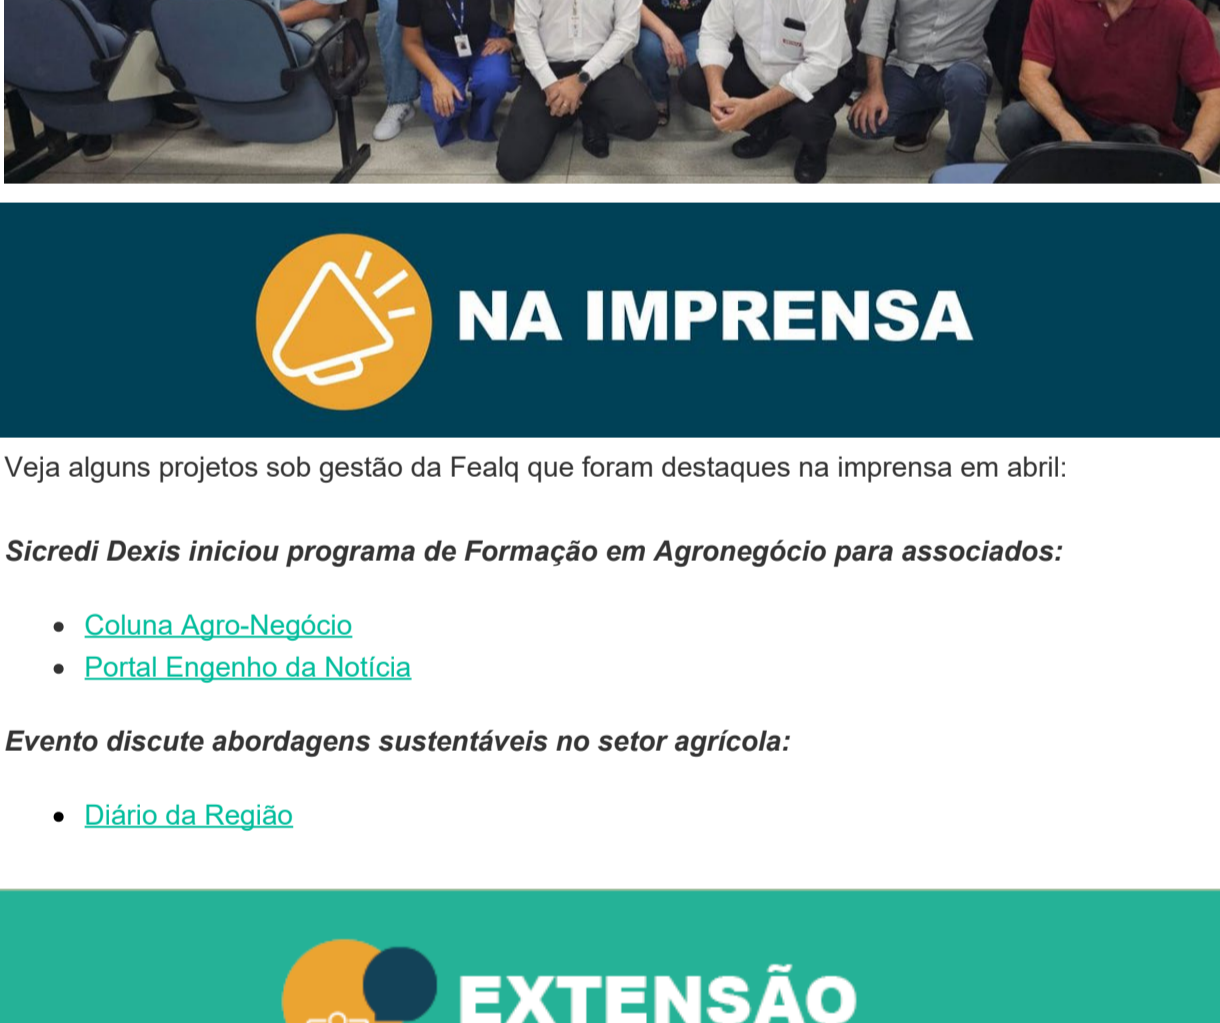 NA IMPRENSA
Veja alguns projetos sob gestão da Fealq que foram destaques na imprensa em abril:
Sicredi Dexis iniciou programa de Formação em Agronegócio para associados:
Coluna Agro-Negócio
Portal Engenho da Notícia
Evento discute abordagens sustentáveis no setor agrícola:
Diário da Região
EXTENSÃO